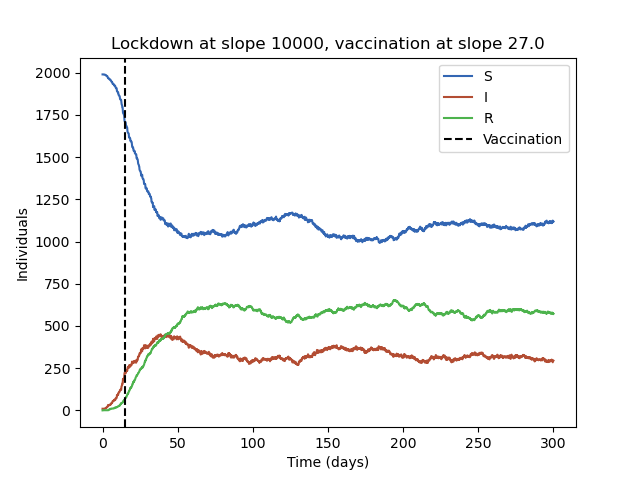 Lockdown at slope 10000, vaccination at slope 27.0
2000
1750
1500
1250
1000
750
500
250
0
Individuals
S
I
R
Vaccination
0 50 100 150 200 250 300
Time (days)